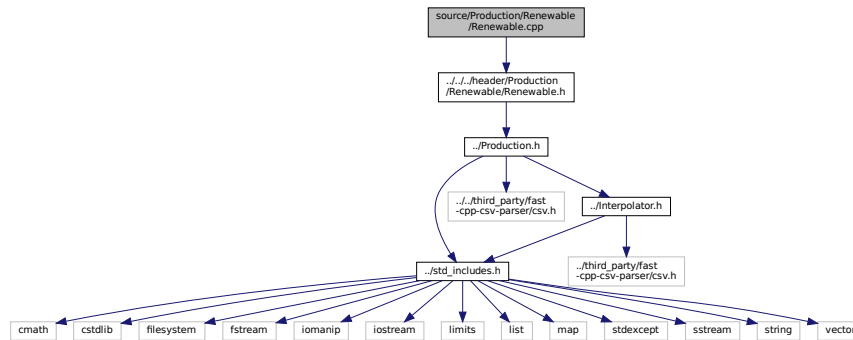 source/Production/Renewable
/Renewable.cpp
../../../header/Production
/Renewable/Renewable.h
../Production.h
../../third_party/fast
-cpp-csv-parser/csv.h
../Interpolator.h
../std_includes.h
../third_party/fast
-cpp-csv-parser/csv.h
cmath
cstdlib
filesystem
fstream
iomanip
iostream
limits
list
map
stdexcept
sstream
string
vector